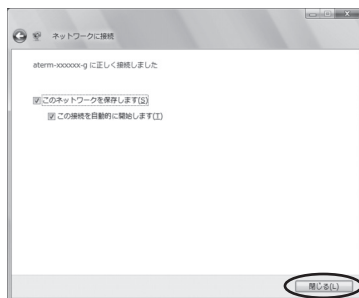 ネットワークに接続
aterm-xxxxxx-g に正しく接続しました
このネットワークを保存します(S)
この接続を自動的に開始します(T)
閉じる(L)